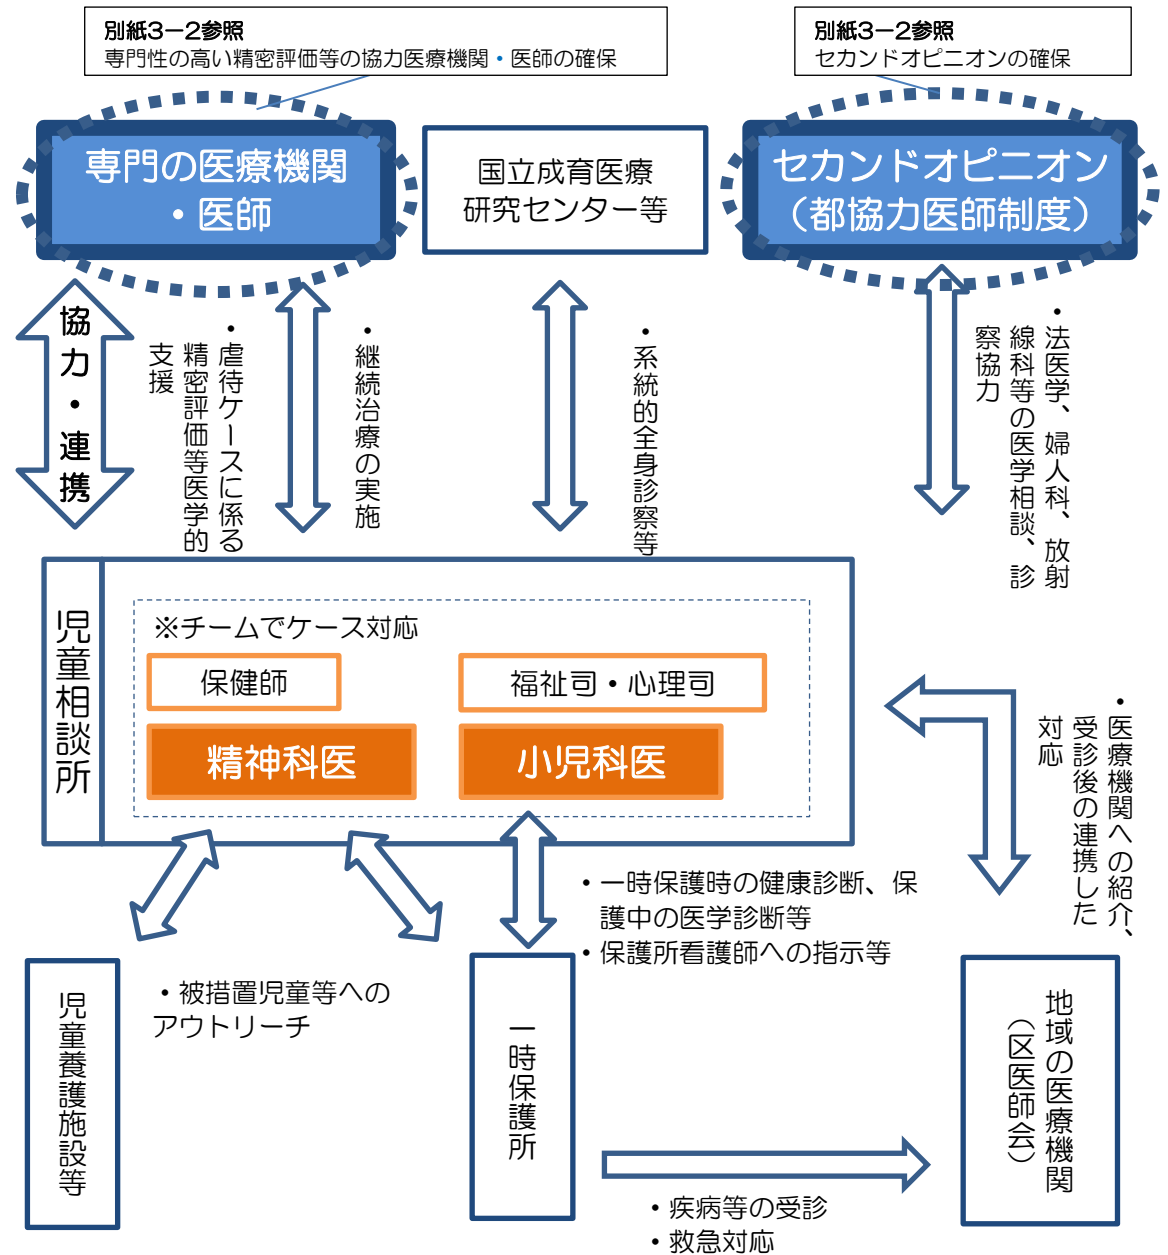 別紙3－2参照
専門性の高い精密評価等の協力医療機関・医師の確保
別紙3－2参照
セカンドオピニオンの確保
専門の医療機関
・医師
国立成育医療
研究センター等
セカンドオピニオン
（都協力医師制度）
協力・連携
・虐待ケースに係る
精密評価等医学的
支援
・継続治療の実施
・系統的全身診察等
・法医学、婦人科、放射
線科等の医学相談、診
察協力
児童相談所
※チームでケース対応
保健師
福祉司・心理司
精神科医
小児科医
・医療機関への紹介、
受診後の連携した
対応
・一時保護時の健康診断、保
護中の医学診断等
・保護所看護師への指示等
・被措置児童等への
アウトリーチ
児童養護施設等
一時保護所
地域の医療機関
（区医師会）
・疾病等の受診
・救急対応